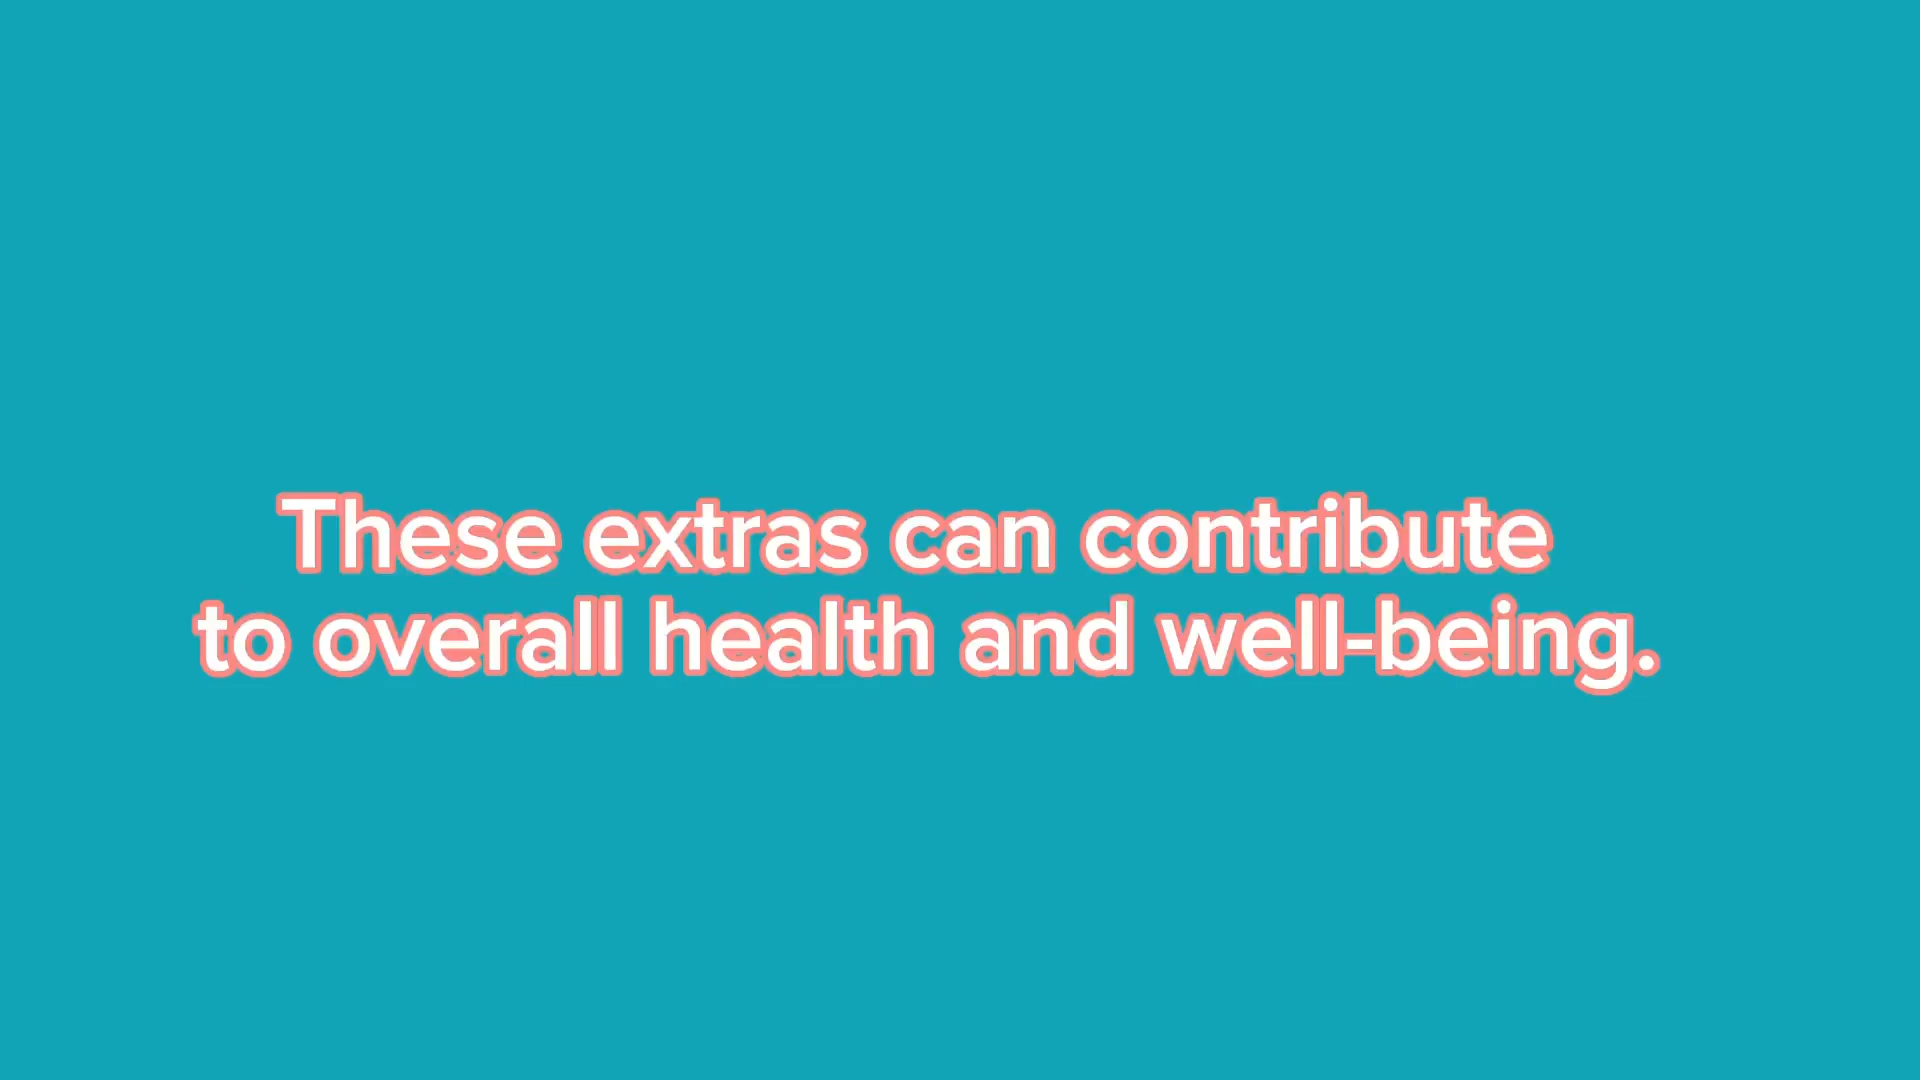 These extras can contribute
to overall health and well-being.